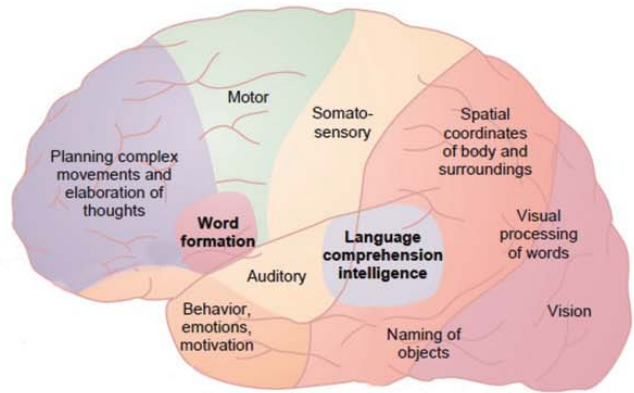 Motor
Somato-
sensory
Spatial
coordinates
of body and
surroundings
Planning complex
movements and
elaboration of
thoughts
Word
formation
Language
comprehension
intelligence
Visual
processing
of words
Auditory
Behavior,
emotions,
motivation
Naming of
objects
Vision